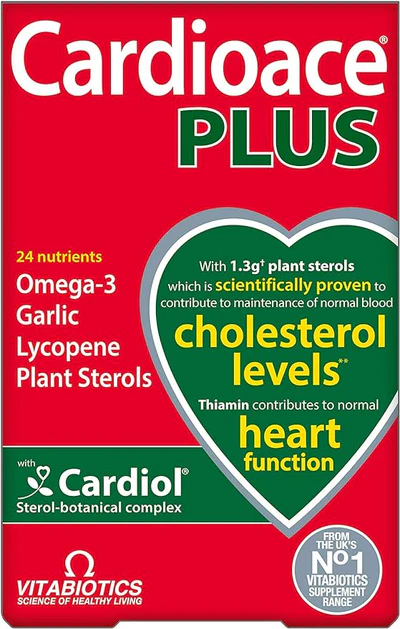 Cardioace®
PLUS
24 nutrients
Omega-3
Garlic
Lycopene
Plant Sterols
With 1.3g† plant sterols
which is scientifically proven to
contribute to maintenance of normal blood
cholesterol
levels**
Thiamin contributes to normal
heart
function
with
Cardiol®
Sterol-botanical complex
VITABIOTICS
SCIENCE OF HEALTHY LIVING
FROM
THE UK'S
Nº1
VITABIOTICS
SUPPLEMENT
RANGE